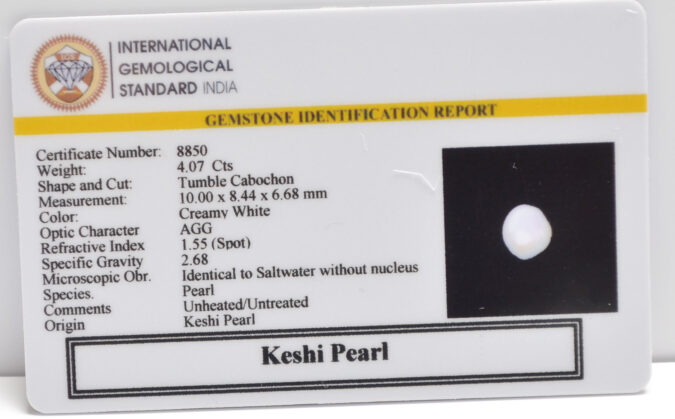 INTERNATIONAL
GEMOLOGICAL
STANDARD INDIA
GEMSTONE IDENTIFICATION REPORT
Certificate Number: 8850
Weight: 4.07 Cts
Shape and Cut: Tumble Cabochon
Measurement: 10.00 x 8.44 x 6.68 mm
Color: Creamy White
Optic Character AGG
Refractive Index 1.55 (Spot)
Specific Gravity 2.68
Microscopic Obr. Identical to Saltwater without nucleus
Species. Pearl
Comments Unheated/Untreated
Origin Keshi Pearl
Keshi Pearl